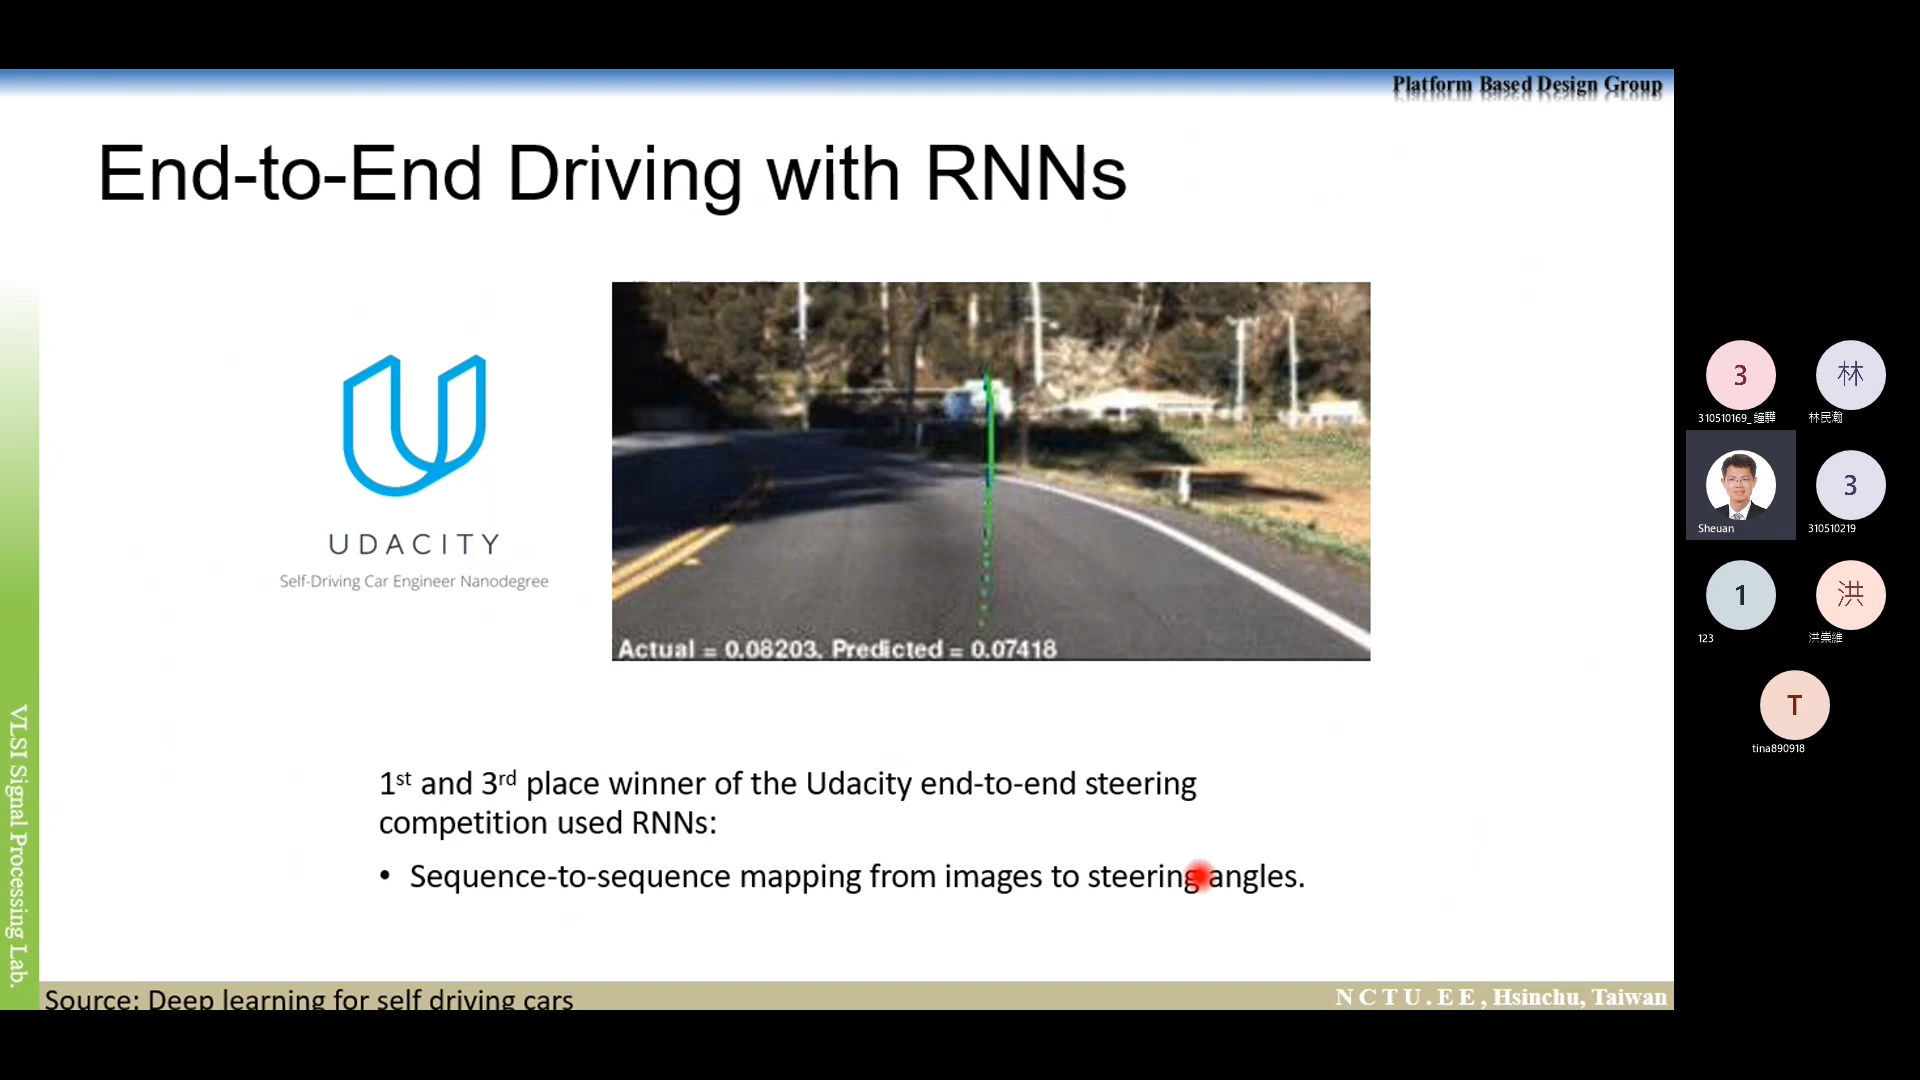 Platform Based Design Group
End-to-End Driving with RNNs
UDACITY
Self-Driving Car Engineer Nanodegree
Actual = 0.08203. Predicted = 0.07418
1st and 3rd place winner of the Udacity end-to-end steering
competition used RNNs:
• Sequence-to-sequence mapping from images to steering angles.
VLSI Signal Processing Lab.
Source: Deep learning for self driving cars
NCTU.EE, Hsinchu, Taiwan
3
310510169_鐘驊
林
林民瀚
Sheuan
3
310510219
1
123
洪
洪崇維
T
tina890918